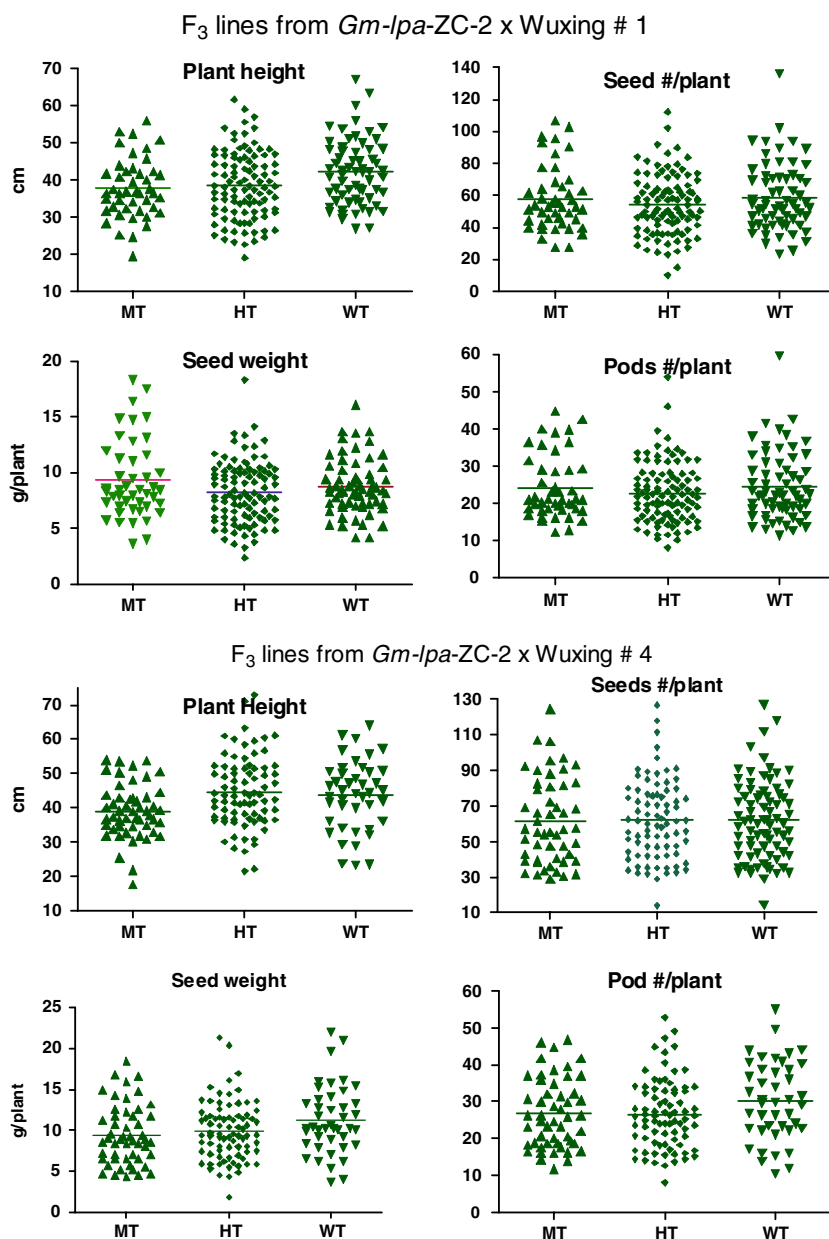 F3 lines from Gm-lpa-ZC-2 x Wuxing # 1
Plant height
cm
70
60
50
40
30
20
10
MT HT WT
Seed #/plant
140
120
100
80
60
40
20
0
MT HT WT
Seed weight
g/plant
20
15
10
5
0
MT HT WT
Pods #/plant
60
50
40
30
20
10
0
MT HT WT
F3 lines from Gm-lpa-ZC-2 x Wuxing # 4
Plant Height
cm
70
60
50
40
30
20
10
MT HT WT
Seeds #/plant
130
110
90
70
50
30
10
MT HT WT
Seed weight
g/plant
25
20
15
10
5
0
MT HT WT
Pod #/plant
60
50
40
30
20
10
0
MT HT WT